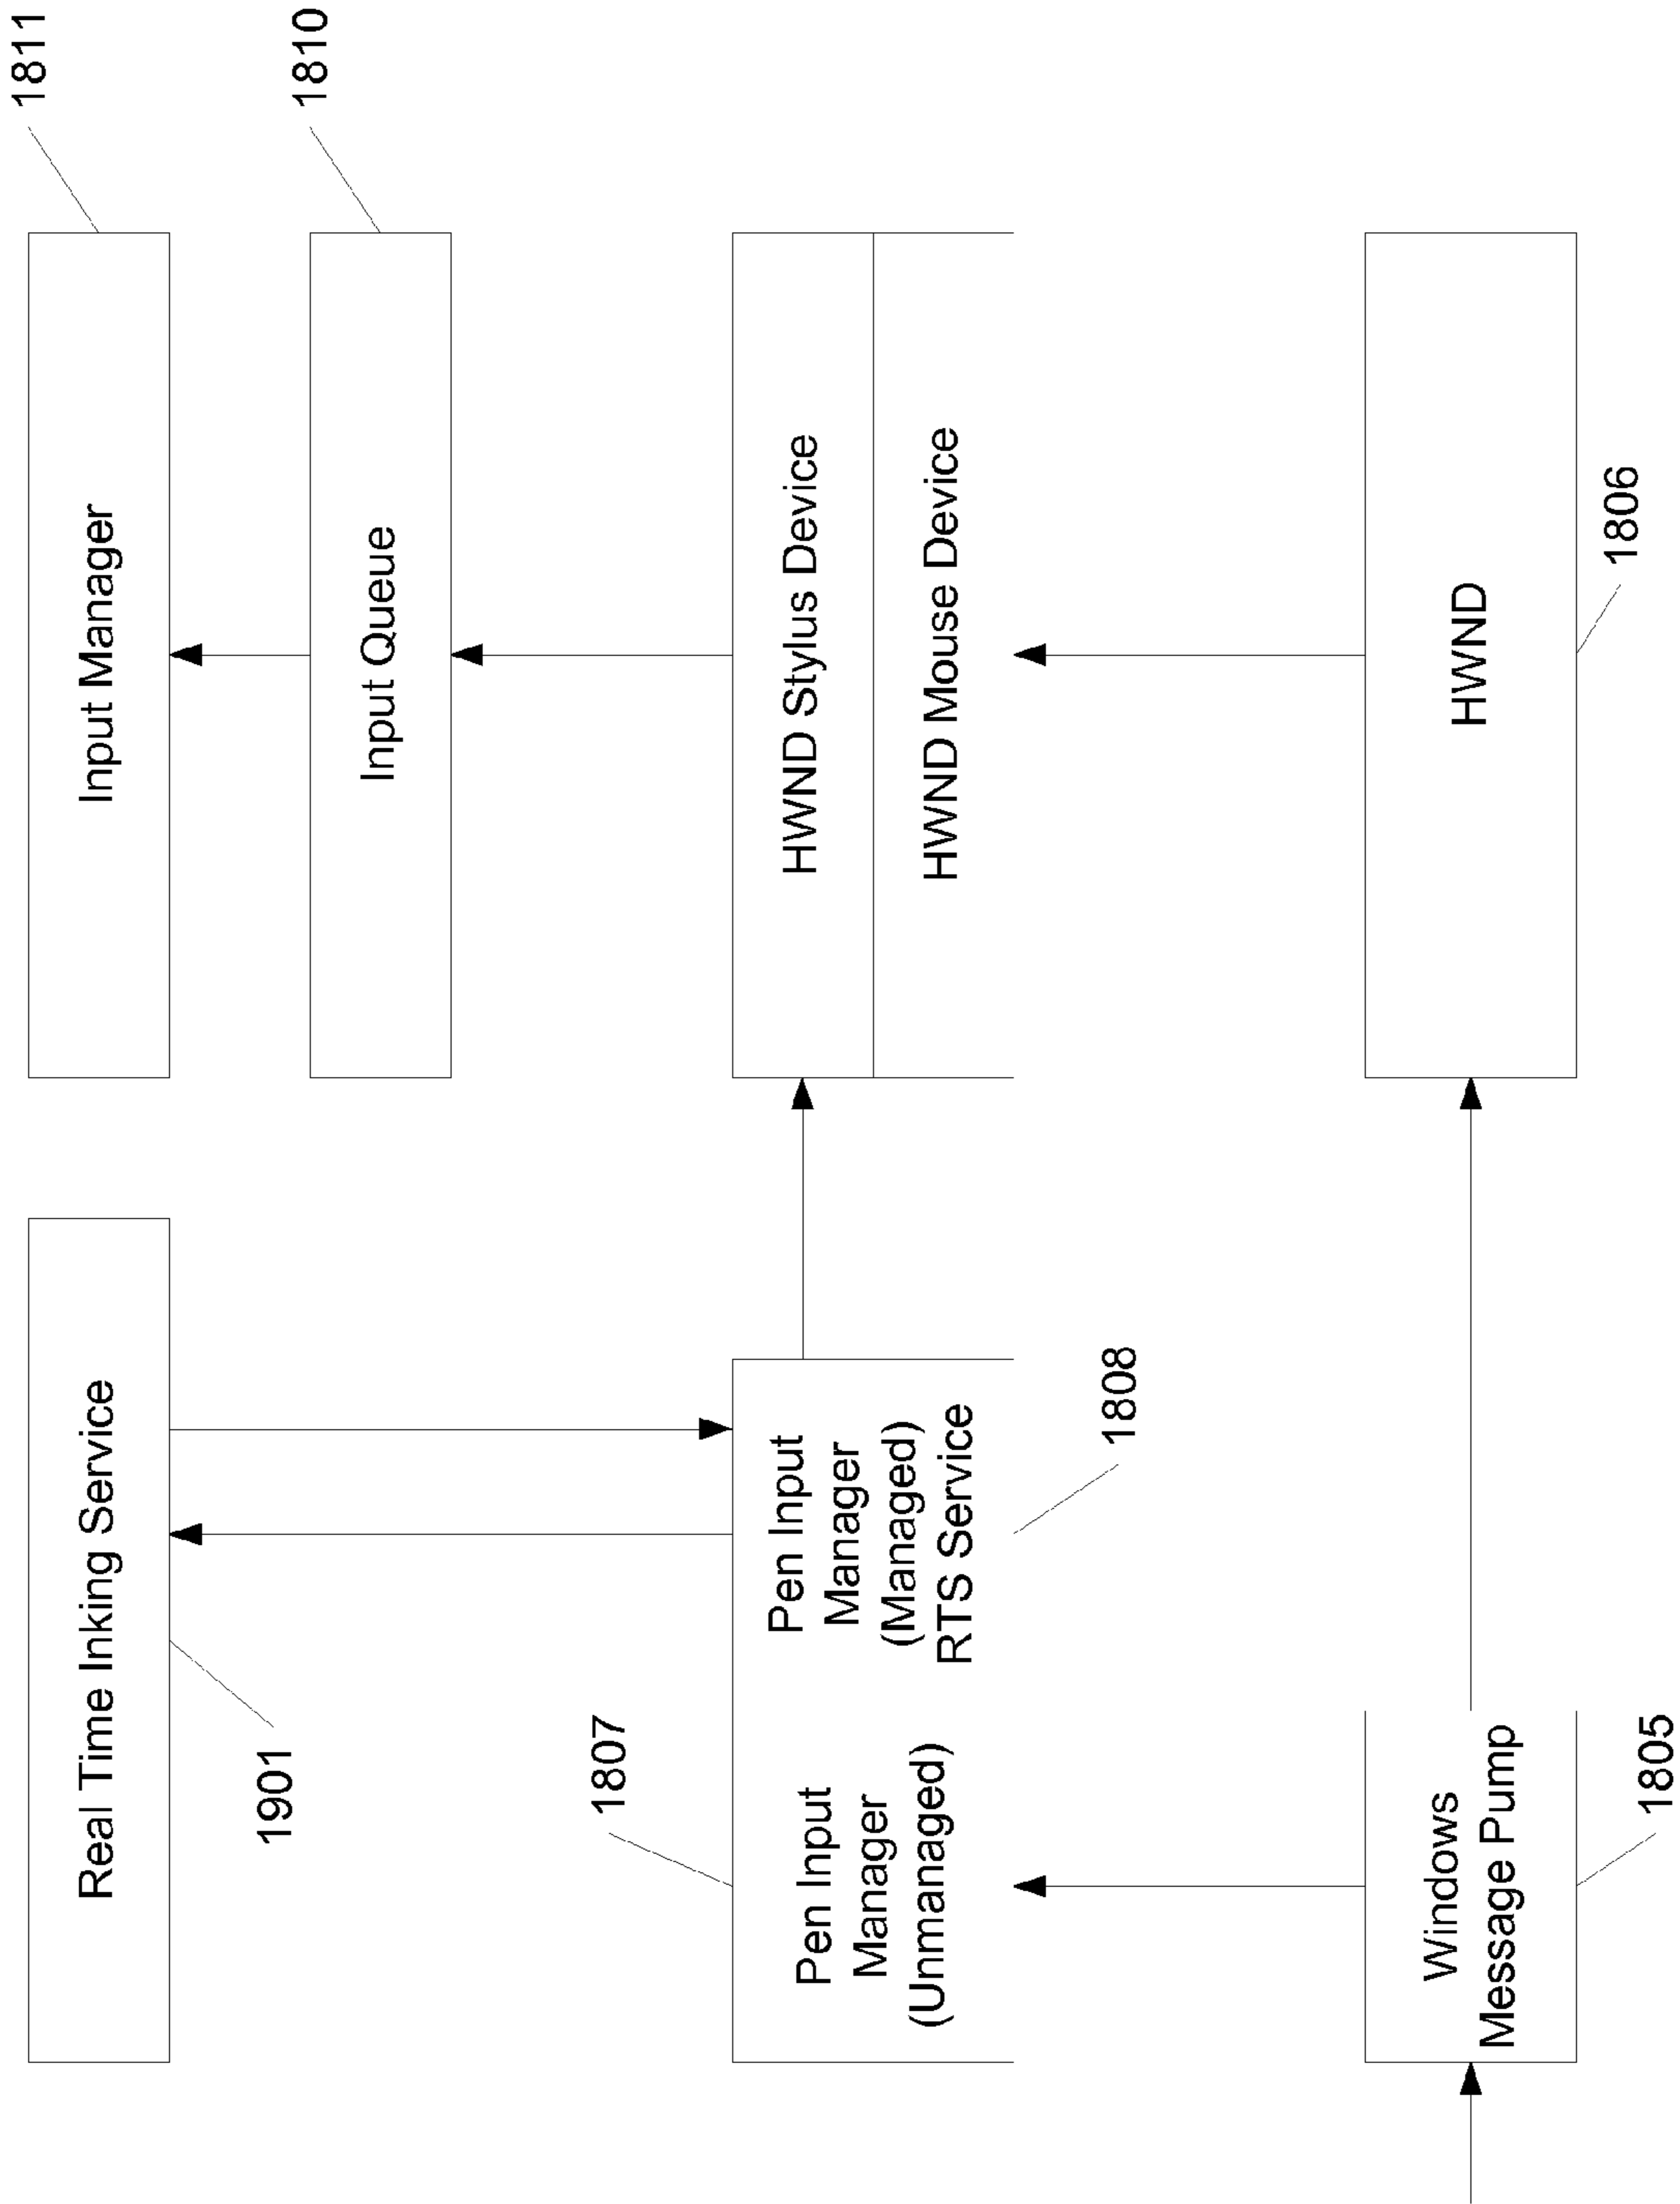 Real Time Inking Service
Input Manager
1811
1901
Input Queue
1810
1807
Pen Input
Manager
(Unmanaged)
Pen Input
Manager
(Managed)
RTS Service
1808
HWND Stylus Device
HWND Mouse Device
Windows
Message Pump
1805
HWND
1806